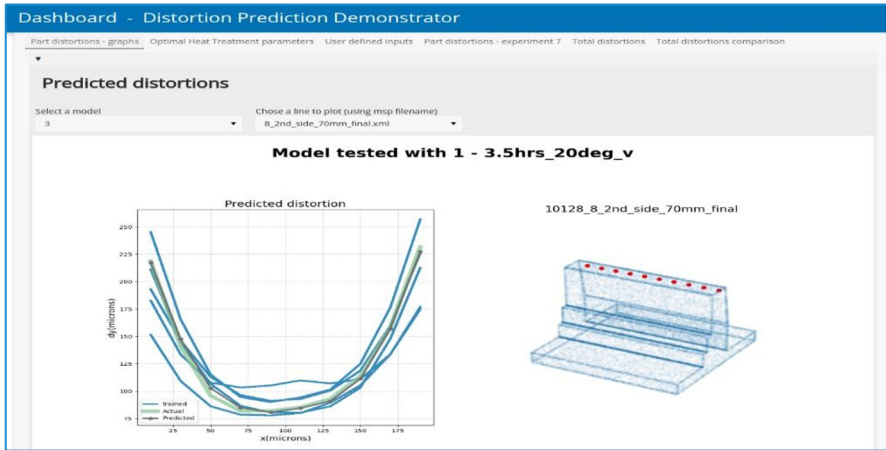 Dashboard - Distortion Prediction Demonstrator
Part distortions - graphs Optimal Heat Treatment parameters User defined inputs Part distortions - experiment 7 Total distortions Total distortions comparison
Predicted distortions
Select a model Chose a line to plot (using msp filename)
3 8_2nd_side_70mm_final.xml
Model tested with 1 - 3.5hrs_20deg_v
Predicted distortion
10128_8_2nd_side_70mm_final
250
225
200
175
150
125
100
75
dy(microns)
trained
Actual
Predicted
25 50 75 100 125 150 175
x(microns)